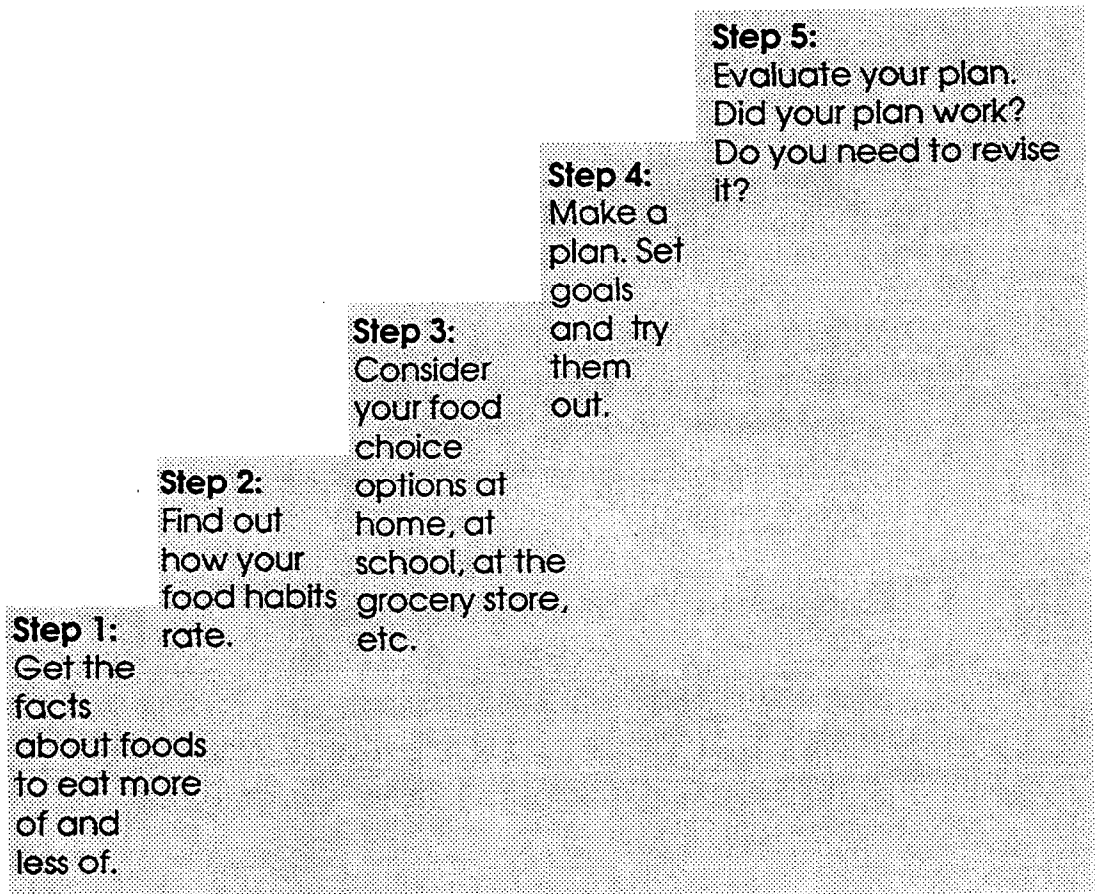 Step 5:
Evaluate your plan.
Did your plan work?
Do you need to revise
it?
Step 4:
Make a
plan. Set
goals
and try
them
out.
Step 3:
Consider
your food
choice
options at
home, at
school, at the
grocery store,
etc.
Step 2:
Find out
how your
food habits
rate.
Step 1:
Get the
facts
about foods
to eat more
of and
less of.